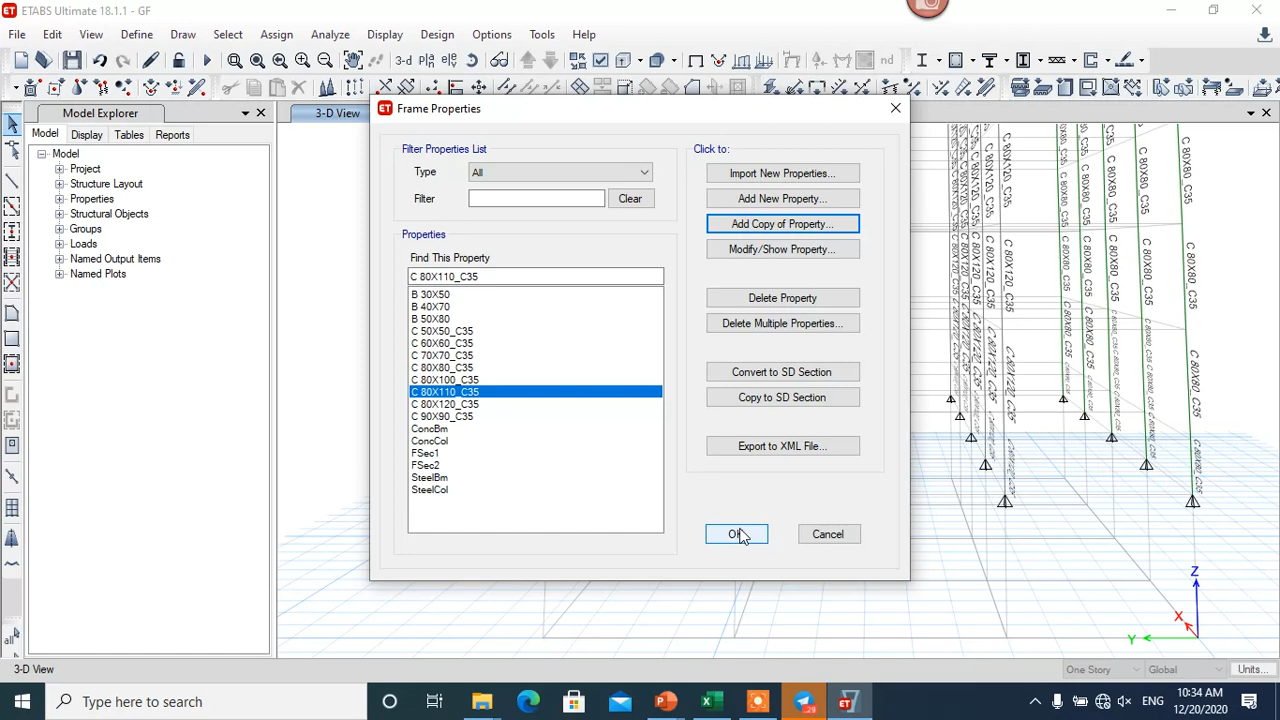 ETABS Ultimate 18.1.1 - GF
File Edit View Define Draw Select Assign Analyze Display Design Options Tools Help
3-d nd
Model Explorer
3-D View
Model Display Tables Reports
Model
Project
Structure Layout
Properties
Structural Objects
Groups
Loads
Named Output Items
Named Plots
Frame Properties
Filter Properties List
Type All
Filter Clear
Properties
Find This Property
C 80X110_C35
B 30X50
B 40X70
B 50X80
C 50X50_C35
C 60X60_C35
C 70X70_C35
C 80X80_C35
C 80X100_C35
C 80X110_C35
C 80X120_C35
C 90X90_C35
ConcBm
ConcCol
FSec1
FSec2
SteelBm
SteelCol
Click to:
Import New Properties...
Add New Property...
Add Copy of Property...
Modify/Show Property...
Delete Property
Delete Multiple Properties...
Convert to SD Section
Copy to SD Section
Export to XML File...
Cancel
C 80X120_C35
C 80X80_C35
Z
X
Y
3-D View
One Story Global Units...
Type here to search
ENG
10:34 AM
12/20/2020